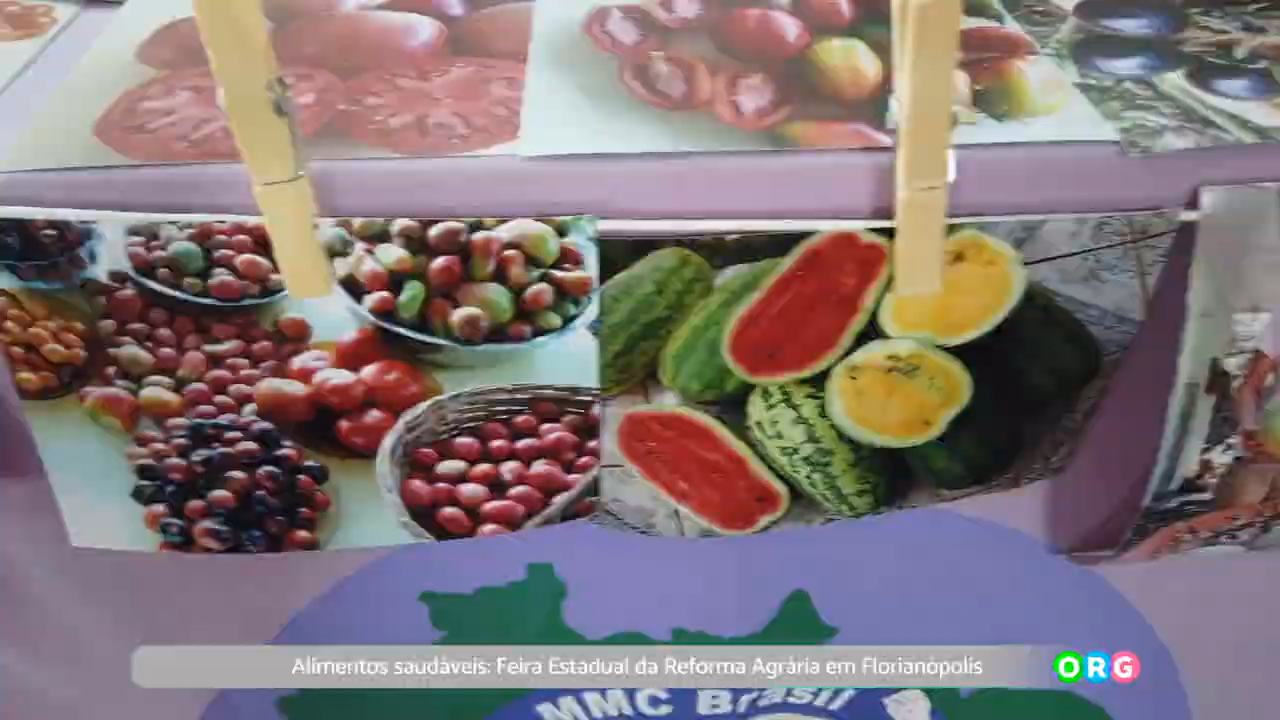 Alimentos saudáveis: Feira Estadual da Reforma Agrária em Florianópolis
ORG
MMC Brasil